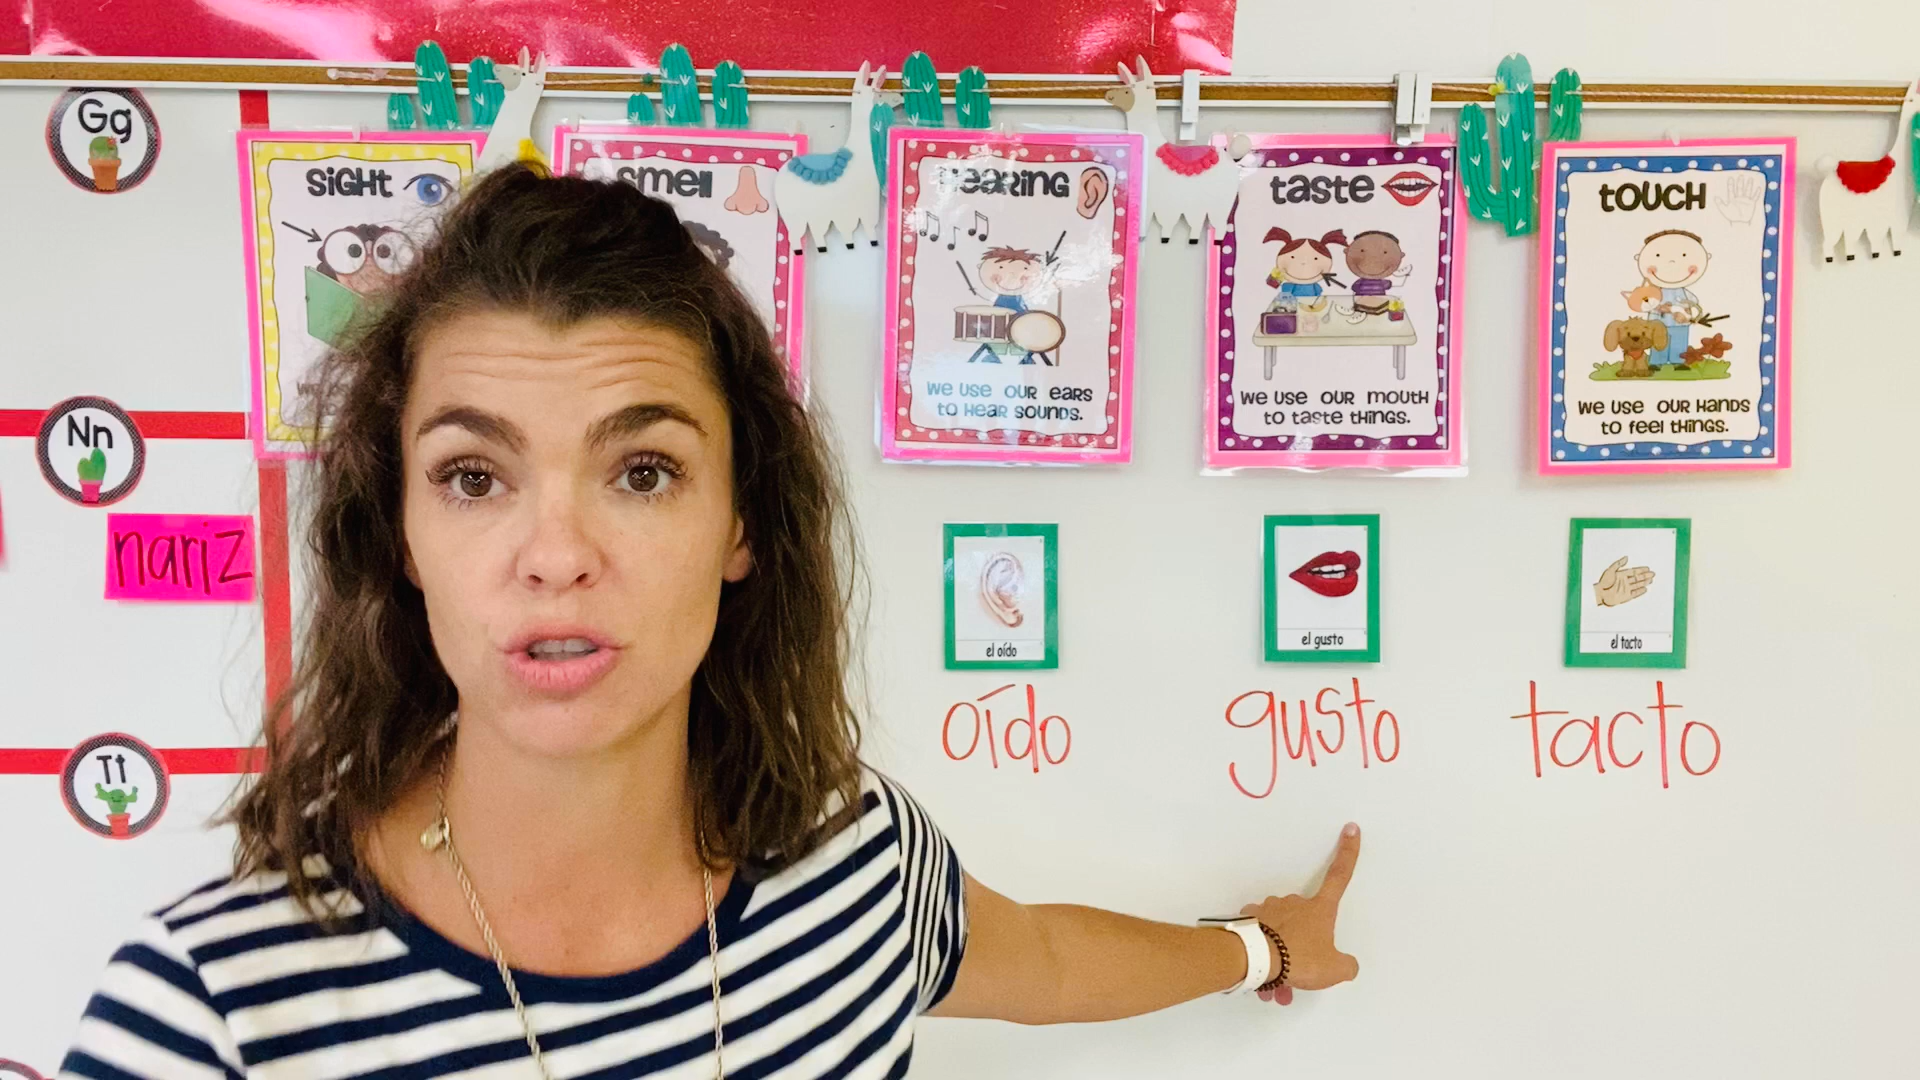 Gg
Nn
nariz
Tt
SiGHt
smell
HeaRiNG
We Use OUR eaRs
to HeaR soUNDs.
taste
We Use OUR moUtH
to taste tHiNGs.
toUCH
We Use OUR HaNDs
to feel tHiNGs.
el oído
el gusto
el tacto
oído
gusto
tacto